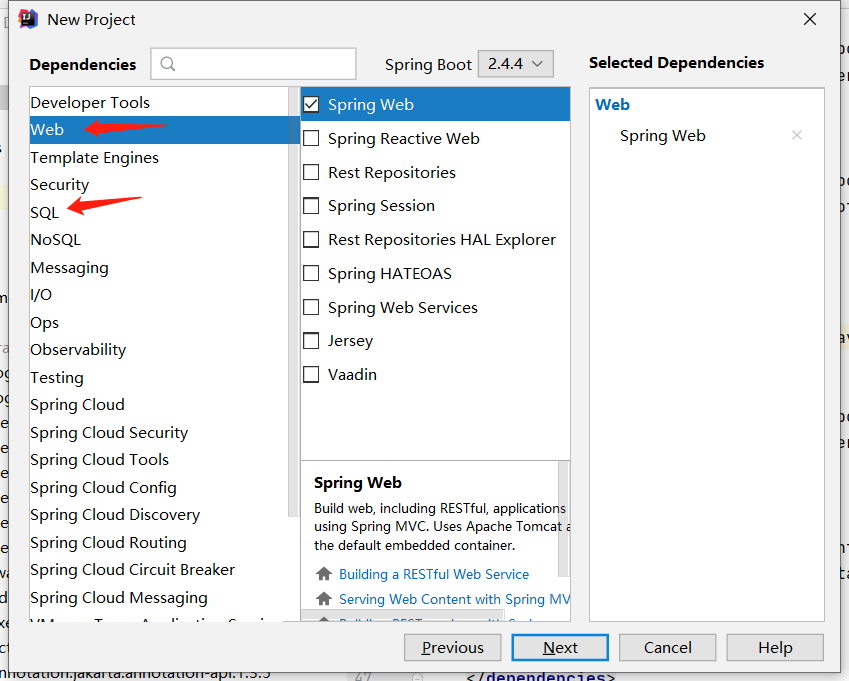 New Project
Dependencies
Spring Boot 2.4.4
Selected Dependencies
Developer Tools
Web
Template Engines
Security
SQL
NoSQL
Messaging
I/O
Ops
Observability
Testing
Spring Cloud
Spring Cloud Security
Spring Cloud Tools
Spring Cloud Config
Spring Cloud Discovery
Spring Cloud Routing
Spring Cloud Circuit Breaker
Spring Cloud Messaging
Spring Web
Spring Reactive Web
Rest Repositories
Spring Session
Rest Repositories HAL Explorer
Spring HATEOAS
Spring Web Services
Jersey
Vaadin
Spring Web
Build web, including RESTful, applications
using Spring MVC. Uses Apache Tomcat a
the default embedded container.
Building a RESTful Web Service
Serving Web Content with Spring MV
Web
Spring Web
Previous
Next
Cancel
Help
nnotation:jakarta.annotation-api:1.3.5
47
</dependencies>